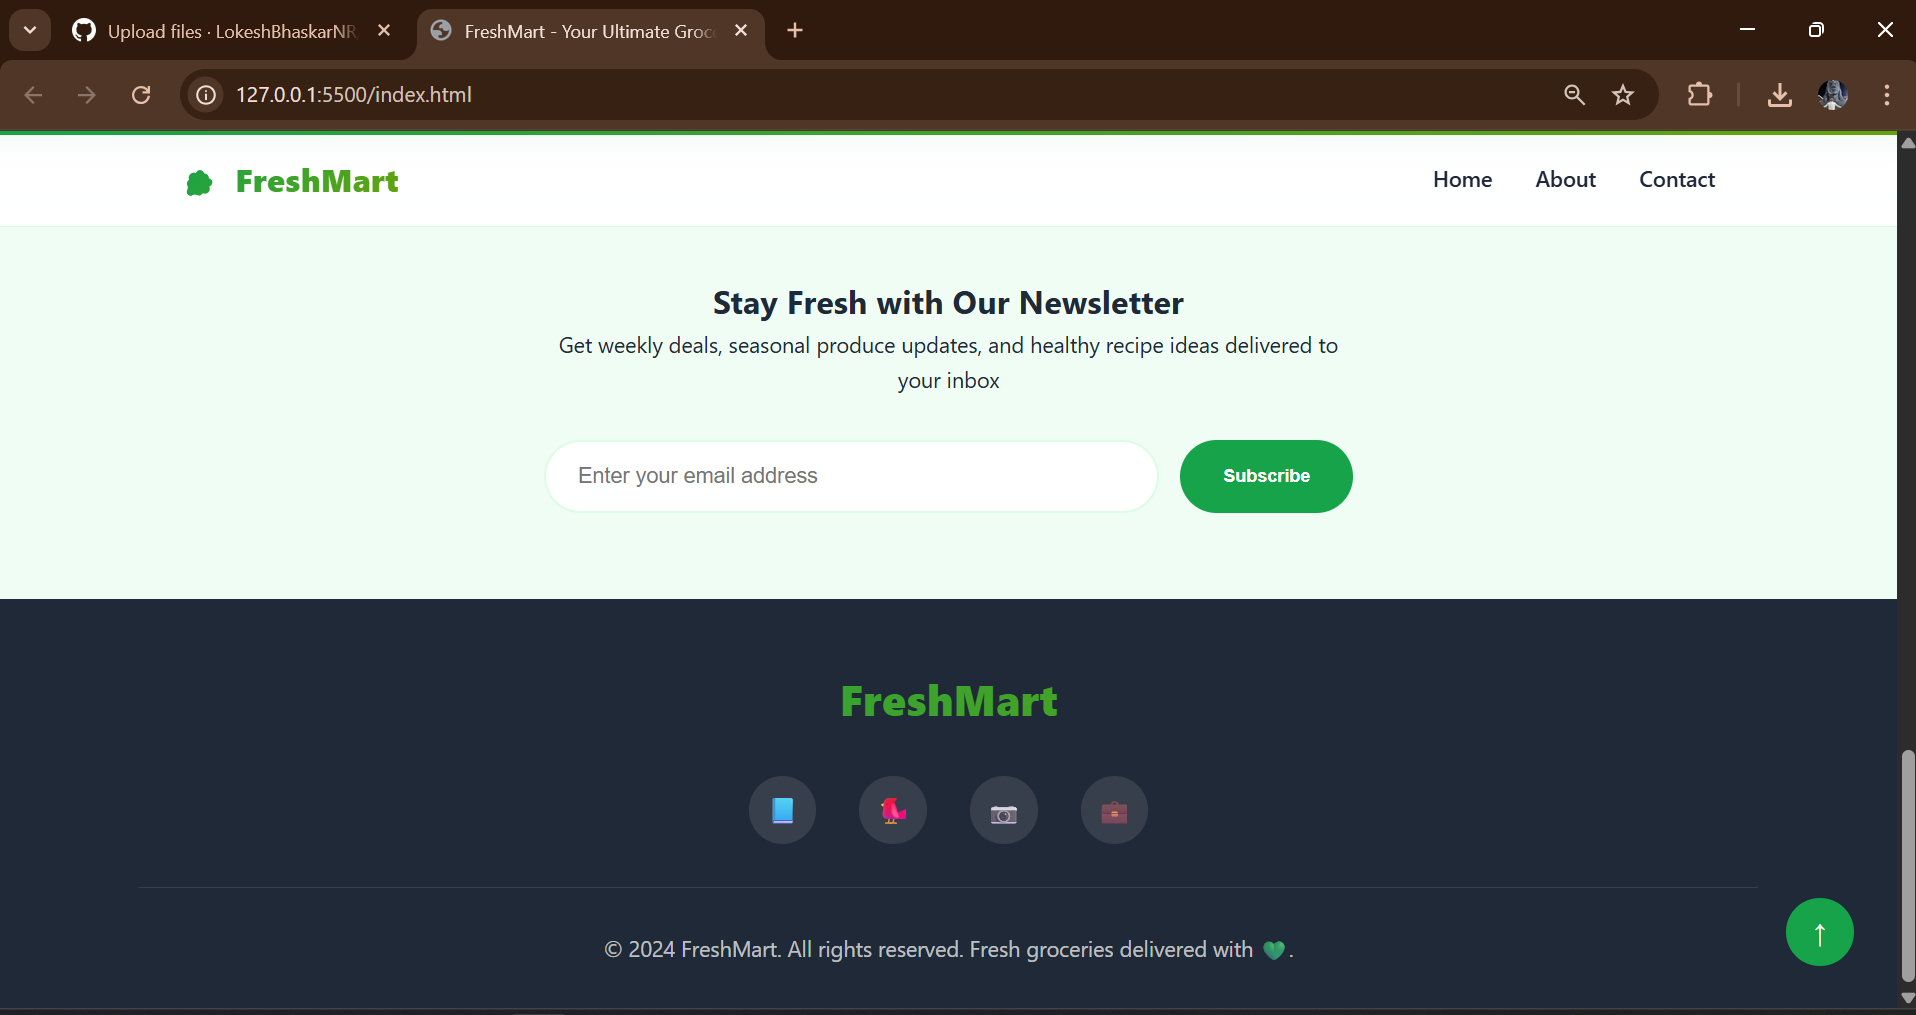 Upload files · LokeshBhaskarNR
FreshMart - Your Ultimate Groc
127.0.0.1:5500/index.html
FreshMart
Home
About
Contact
Stay Fresh with Our Newsletter
Get weekly deals, seasonal produce updates, and healthy recipe ideas delivered to
your inbox
Enter your email address
Subscribe
FreshMart
© 2024 FreshMart. All rights reserved. Fresh groceries delivered with 💚.
↑